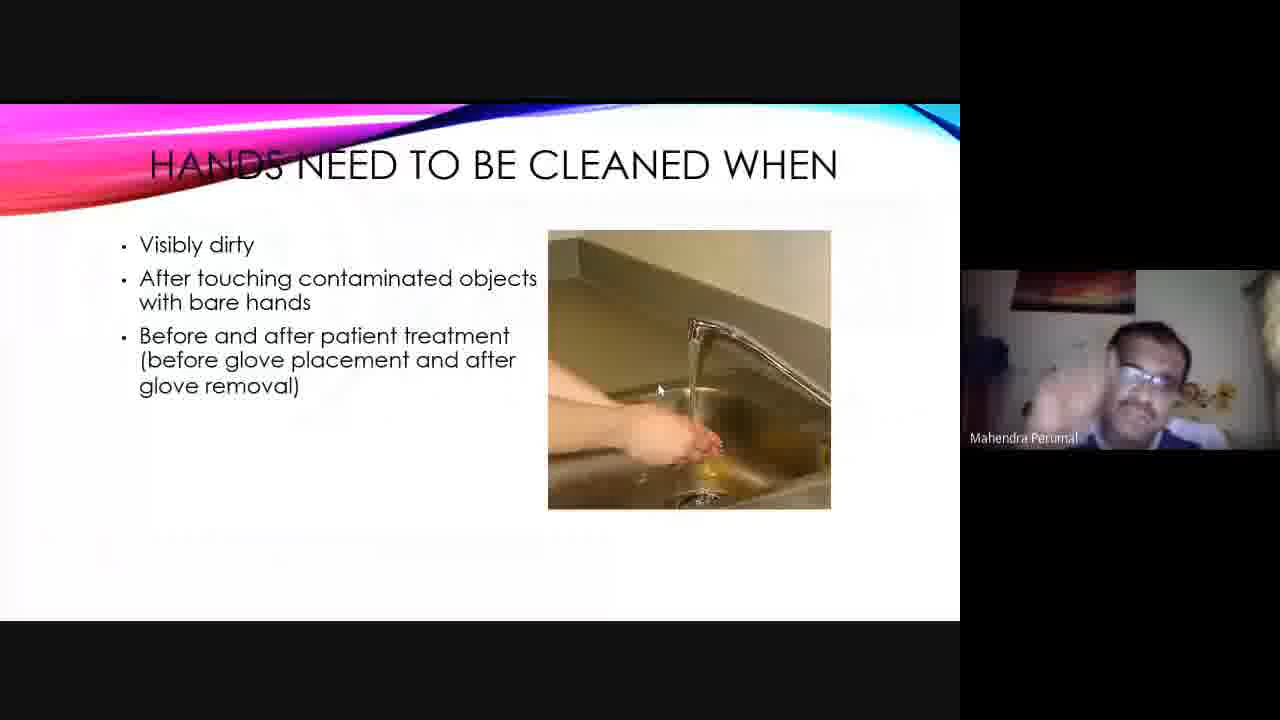 HANDS NEED TO BE CLEANED WHEN
• Visibly dirty
• After touching contaminated objects
with bare hands
• Before and after patient treatment
(before glove placement and after
glove removal)
Mahendra Perumal